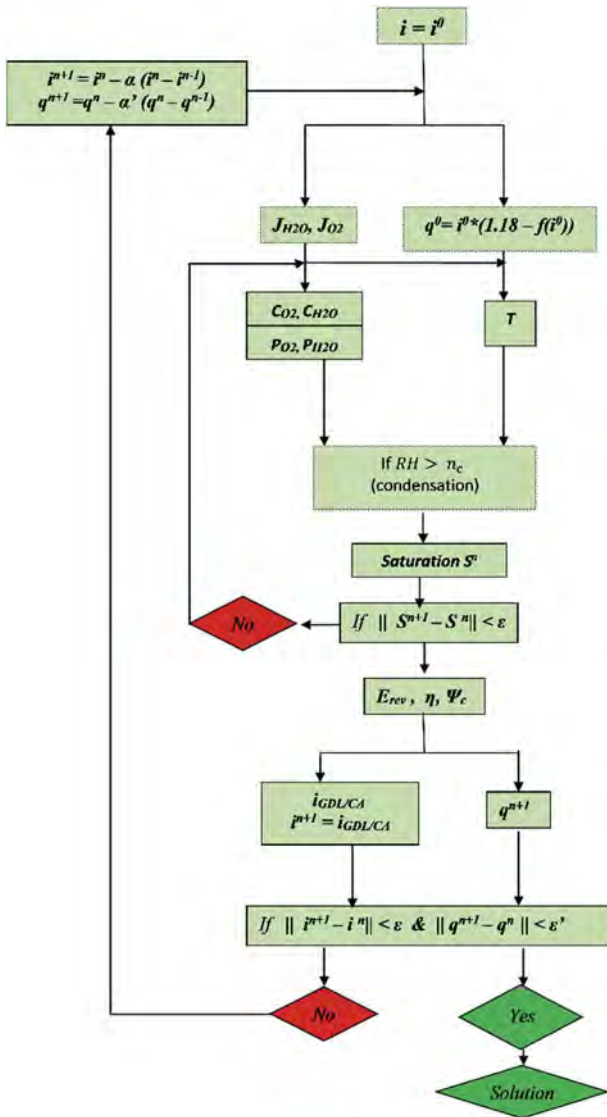 i = i⁰
iⁿ⁺¹ = iⁿ – α (iⁿ – iⁿ⁻¹)
qⁿ⁺¹ =qⁿ – α’ (qⁿ – qⁿ⁻¹)
J_H2O, J_O2
q⁰= i⁰*(1.18 – f(i⁰))
C_O2, C_H2O
P_O2, P_H2O
T
If RH > n_c
(condensation)
Saturation Sⁿ
No
If || Sⁿ⁺¹ – S ⁿ|| < ε
E_rev , η, Ψ_c
i_GDL/CA
iⁿ⁺¹ = i_GDL/CA
qⁿ⁺¹
If || iⁿ⁺¹ – i ⁿ|| < ε & || qⁿ⁺¹ – qⁿ || < ε’
No
Yes
Solution